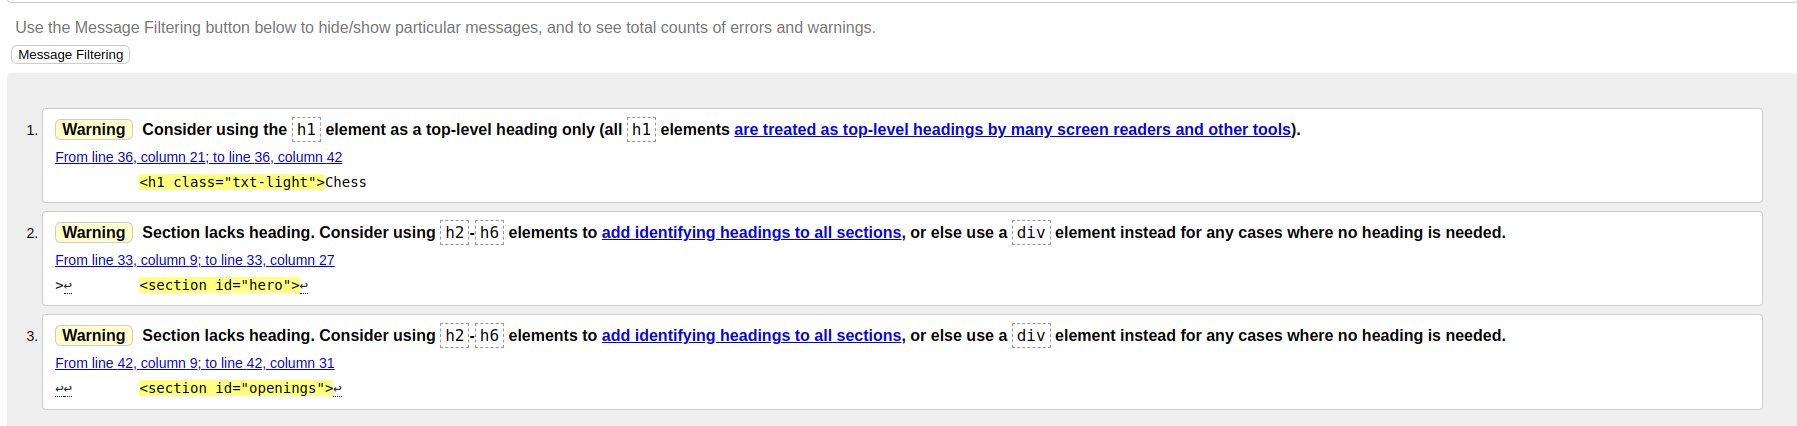 Use the Message Filtering button below to hide/show particular messages, and to see total counts of errors and warnings.
Message Filtering
1. Warning Consider using the h1 element as a top-level heading only (all h1 elements are treated as top-level headings by many screen readers and other tools).
From line 36, column 21; to line 36, column 42
<h1 class="txt-light">Chess
2. Warning Section lacks heading. Consider using h2-h6 elements to add identifying headings to all sections, or else use a div element instead for any cases where no heading is needed.
From line 33, column 9; to line 33, column 27
>↩ <section id="hero">↩
3. Warning Section lacks heading. Consider using h2-h6 elements to add identifying headings to all sections, or else use a div element instead for any cases where no heading is needed.
From line 42, column 9; to line 42, column 31
↩↩ <section id="openings">↩